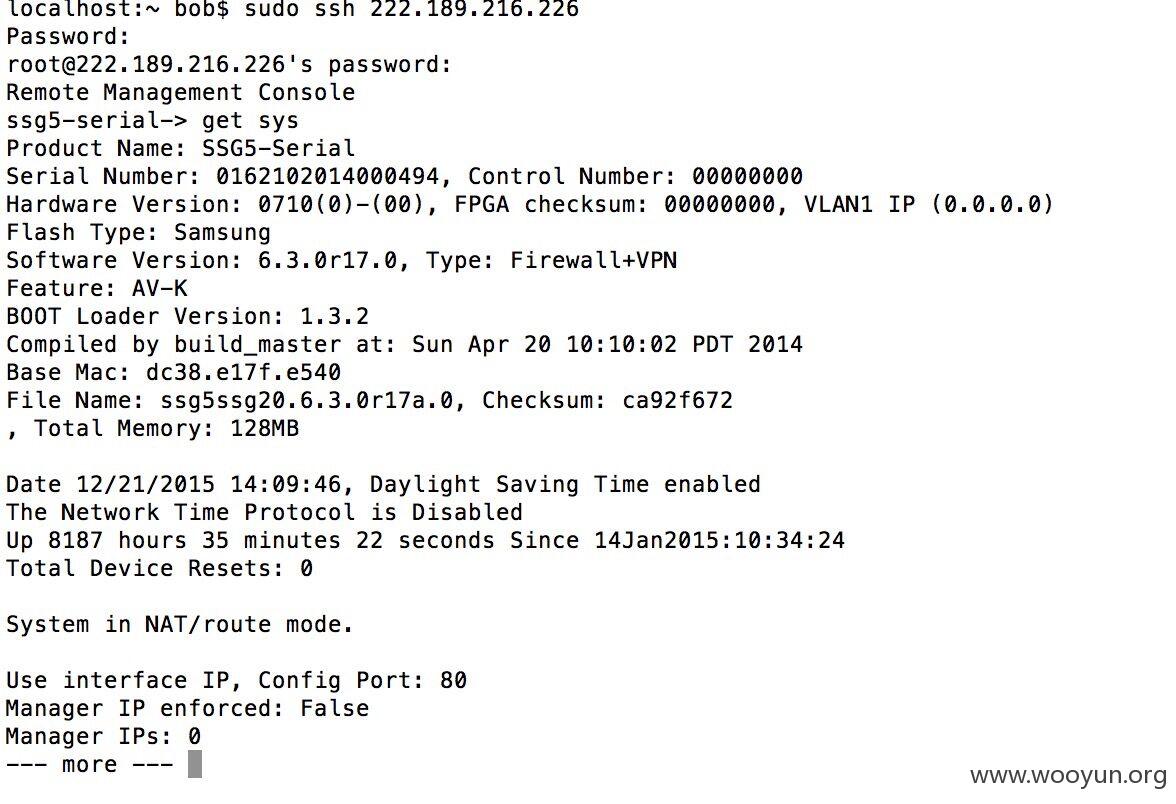 localhost:~ bob$ sudo ssh 222.189.216.226
Password:
root@222.189.216.226's password:
Remote Management Console
ssg5-serial-> get sys
Product Name: SSG5-Serial
Serial Number: 0162102014000494, Control Number: 00000000
Hardware Version: 0710(0)-(00), FPGA checksum: 00000000, VLAN1 IP (0.0.0.0)
Flash Type: Samsung
Software Version: 6.3.0r17.0, Type: Firewall+VPN
Feature: AV-K
BOOT Loader Version: 1.3.2
Compiled by build_master at: Sun Apr 20 10:10:02 PDT 2014
Base Mac: dc38.e17f.e540
File Name: ssg5ssg20.6.3.0r17a.0, Checksum: ca92f672
, Total Memory: 128MB
Date 12/21/2015 14:09:46, Daylight Saving Time enabled
The Network Time Protocol is Disabled
Up 8187 hours 35 minutes 22 seconds Since 14Jan2015:10:34:24
Total Device Resets: 0
System in NAT/route mode.
Use interface IP, Config Port: 80
Manager IP enforced: False
Manager IPs: 0
--- more ---
www.wooyun.org